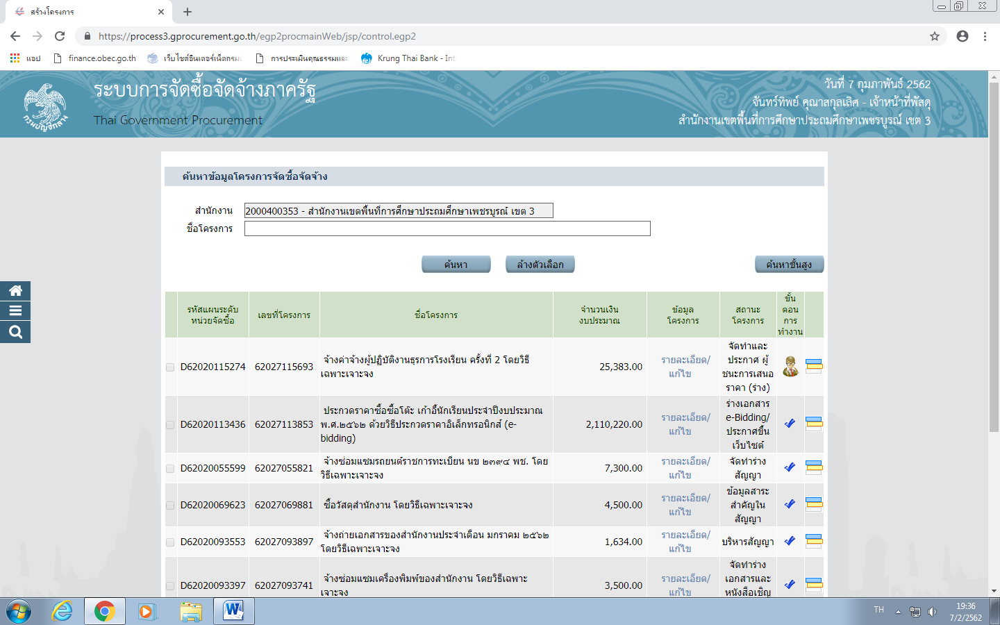 สร้างโครงการ
https://process3.gprocurement.go.th/egp2procmainWeb/jsp/control.egp2
แอป
finance.obec.go.th
เว็บไซต์อินเตอร์เน็ตกรม
การประเมินคุณธรรมและ
Krung Thai Bank - Int
กรมบัญชีกลาง
ระบบการจัดซื้อจัดจ้างภาครัฐ
Thai Government Procurement
วันที่ 7 กุมภาพันธ์ 2562
จันทร์ทิพย์ คุณาสกุลเลิศ - เจ้าหน้าที่พัสดุ
สำนักงานเขตพื้นที่การศึกษาประถมศึกษาเพชรบูรณ์ เขต 3
ค้นหาข้อมูลโครงการจัดซื้อจัดจ้าง
สำนักงาน
2000400353 - สำนักงานเขตพื้นที่การศึกษาประถมศึกษาเพชรบูรณ์ เขต 3
ชื่อโครงการ
ค้นหา
ล้างตัวเลือก
ค้นหาขั้นสูง
รหัสแผนระดับ
หน่วยจัดซื้อ
เลขที่โครงการ
ชื่อโครงการ
จำนวนเงิน
งบประมาณ
ข้อมูล
โครงการ
สถานะ
โครงการ
ขั้น
ตอน
การ
ทำงาน
D62020115274
62027115693
จ้างค่าจ้างผู้ปฏิบัติงานธุรการโรงเรียน ครั้งที่ 2 โดยวิธี
เฉพาะเจาะจง
25,383.00
รายละเอียด/
แก้ไข
จัดทำและ
ประกาศ ผู้
ชนะการเสนอ
ราคา (ร่าง)
D62020113436
62027113853
ประกวดราคาซื้อซื้อโต๊ะ เก้าอี้นักเรียนประจำปีงบประมาณ
พ.ศ.๒๕๖๒ ด้วยวิธีประกวดราคาอิเล็กทรอนิกส์ (e-
bidding)
2,110,220.00
รายละเอียด/
แก้ไข
ร่างเอกสาร
e-Bidding/
ประกาศขึ้น
เว็บไซต์
D62020055599
62027055821
จ้างซ่อมแซมรถยนต์ราชการทะเบียน นข ๒๓๙๔ พช. โดย
วิธีเฉพาะเจาะจง
7,300.00
รายละเอียด/
แก้ไข
จัดทำร่าง
สัญญา
D62020069623
62027069881
ซื้อวัสดุสำนักงาน โดยวิธีเฉพาะเจาะจง
4,500.00
รายละเอียด/
แก้ไข
ข้อมูลสาระ
สำคัญใน
สัญญา
D62020093553
62027093897
จ้างถ่ายเอกสารของสำนักงานประจำเดือน มกราคม ๒๕๖๒
โดยวิธีเฉพาะเจาะจง
1,634.00
รายละเอียด/
แก้ไข
บริหารสัญญา
D62020093397
62027093741
จ้างซ่อมแซมเครื่องพิมพ์ของสำนักงาน โดยวิธีเฉพาะ
เจาะจง
3,500.00
รายละเอียด/
แก้ไข
จัดทำร่าง
เอกสารและ
หนังสือเชิญ
TH
19:36
7/2/2562